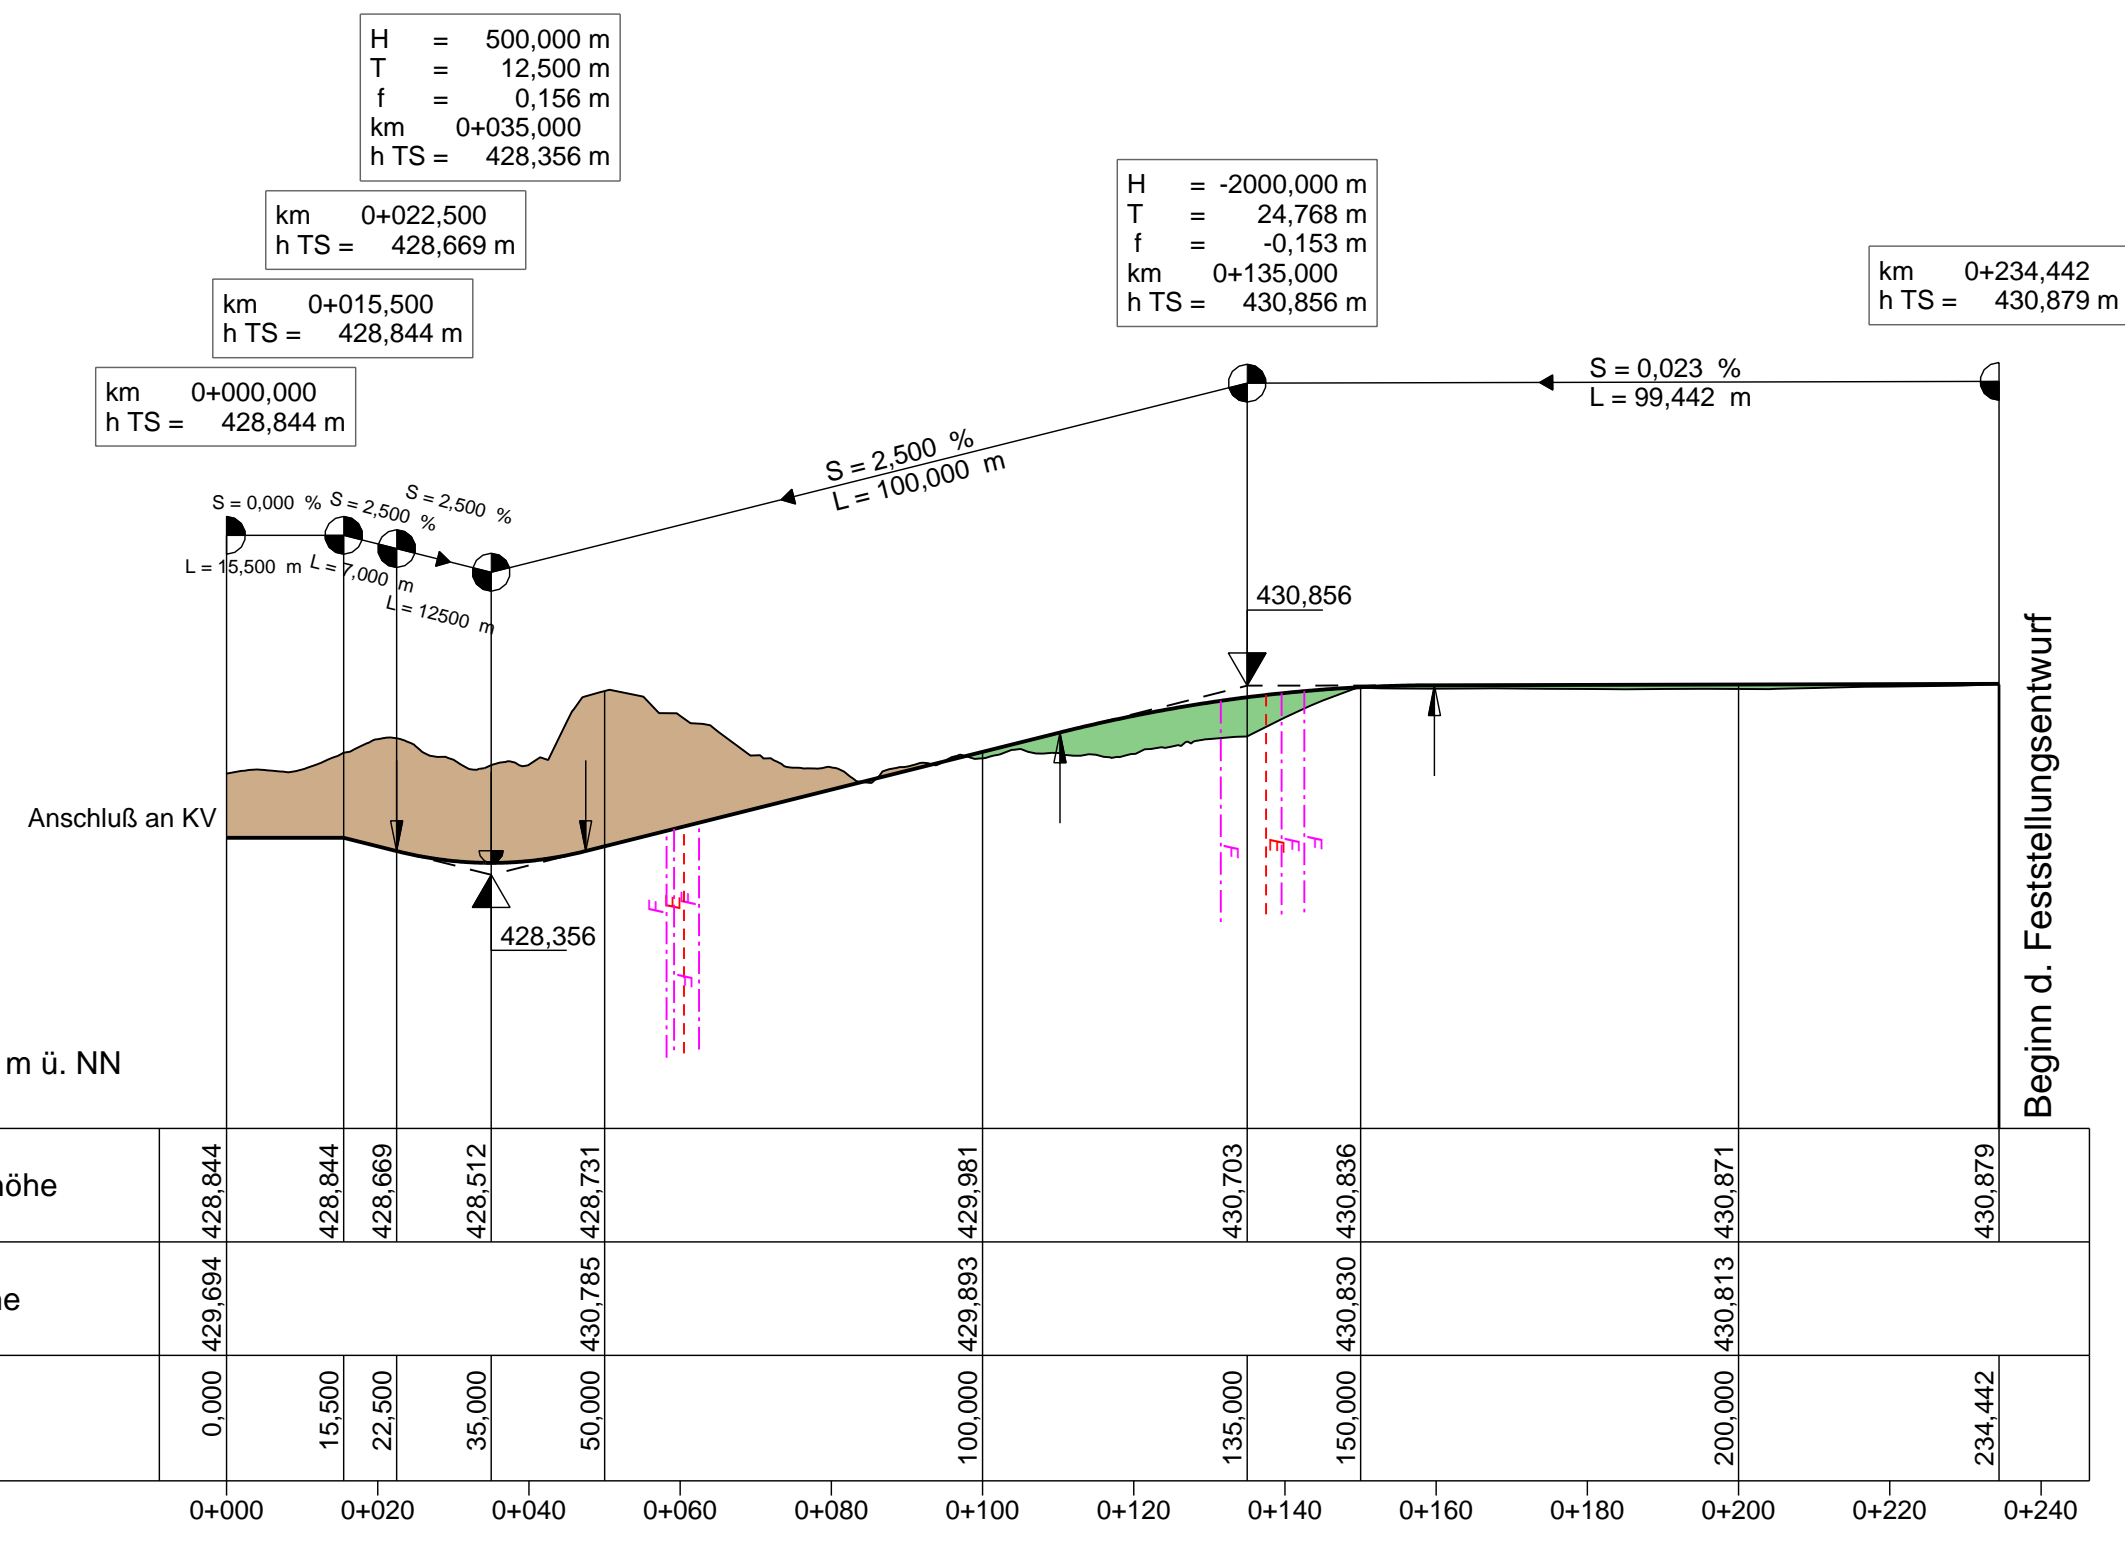 H = 500,000 m
T = 12,500 m
f = 0,156 m
km 0+035,000
h TS = 428,356 m
km 0+022,500
h TS = 428,669 m
km 0+015,500
h TS = 428,844 m
km 0+000,000
h TS = 428,844 m
H = -2000,000 m
T = 24,768 m
f = -0,153 m
km 0+135,000
h TS = 430,856 m
km 0+234,442
h TS = 430,879 m
S = 0,023 %
L = 99,442 m
S = 2,500 %
L = 100,000 m
S = 0,000 %
S = 2,500 %
S = 2,500 %
L = 15,500 m
L = 7,000 m
L = 12500 m
430,856
Anschluß an KV
428,356
F
F
F
F
F
F
F
F
Beginn d. Feststellungsentwurf
m ü. NN
öhe
428,844
428,844
428,669
428,512
428,731
429,981
430,703
430,836
430,871
430,879
ne
429,694
430,785
429,893
430,830
430,813
0,000
15,500
22,500
35,000
50,000
100,000
135,000
150,000
200,000
234,442
0+000
0+020
0+040
0+060
0+080
0+100
0+120
0+140
0+160
0+180
0+200
0+220
0+240